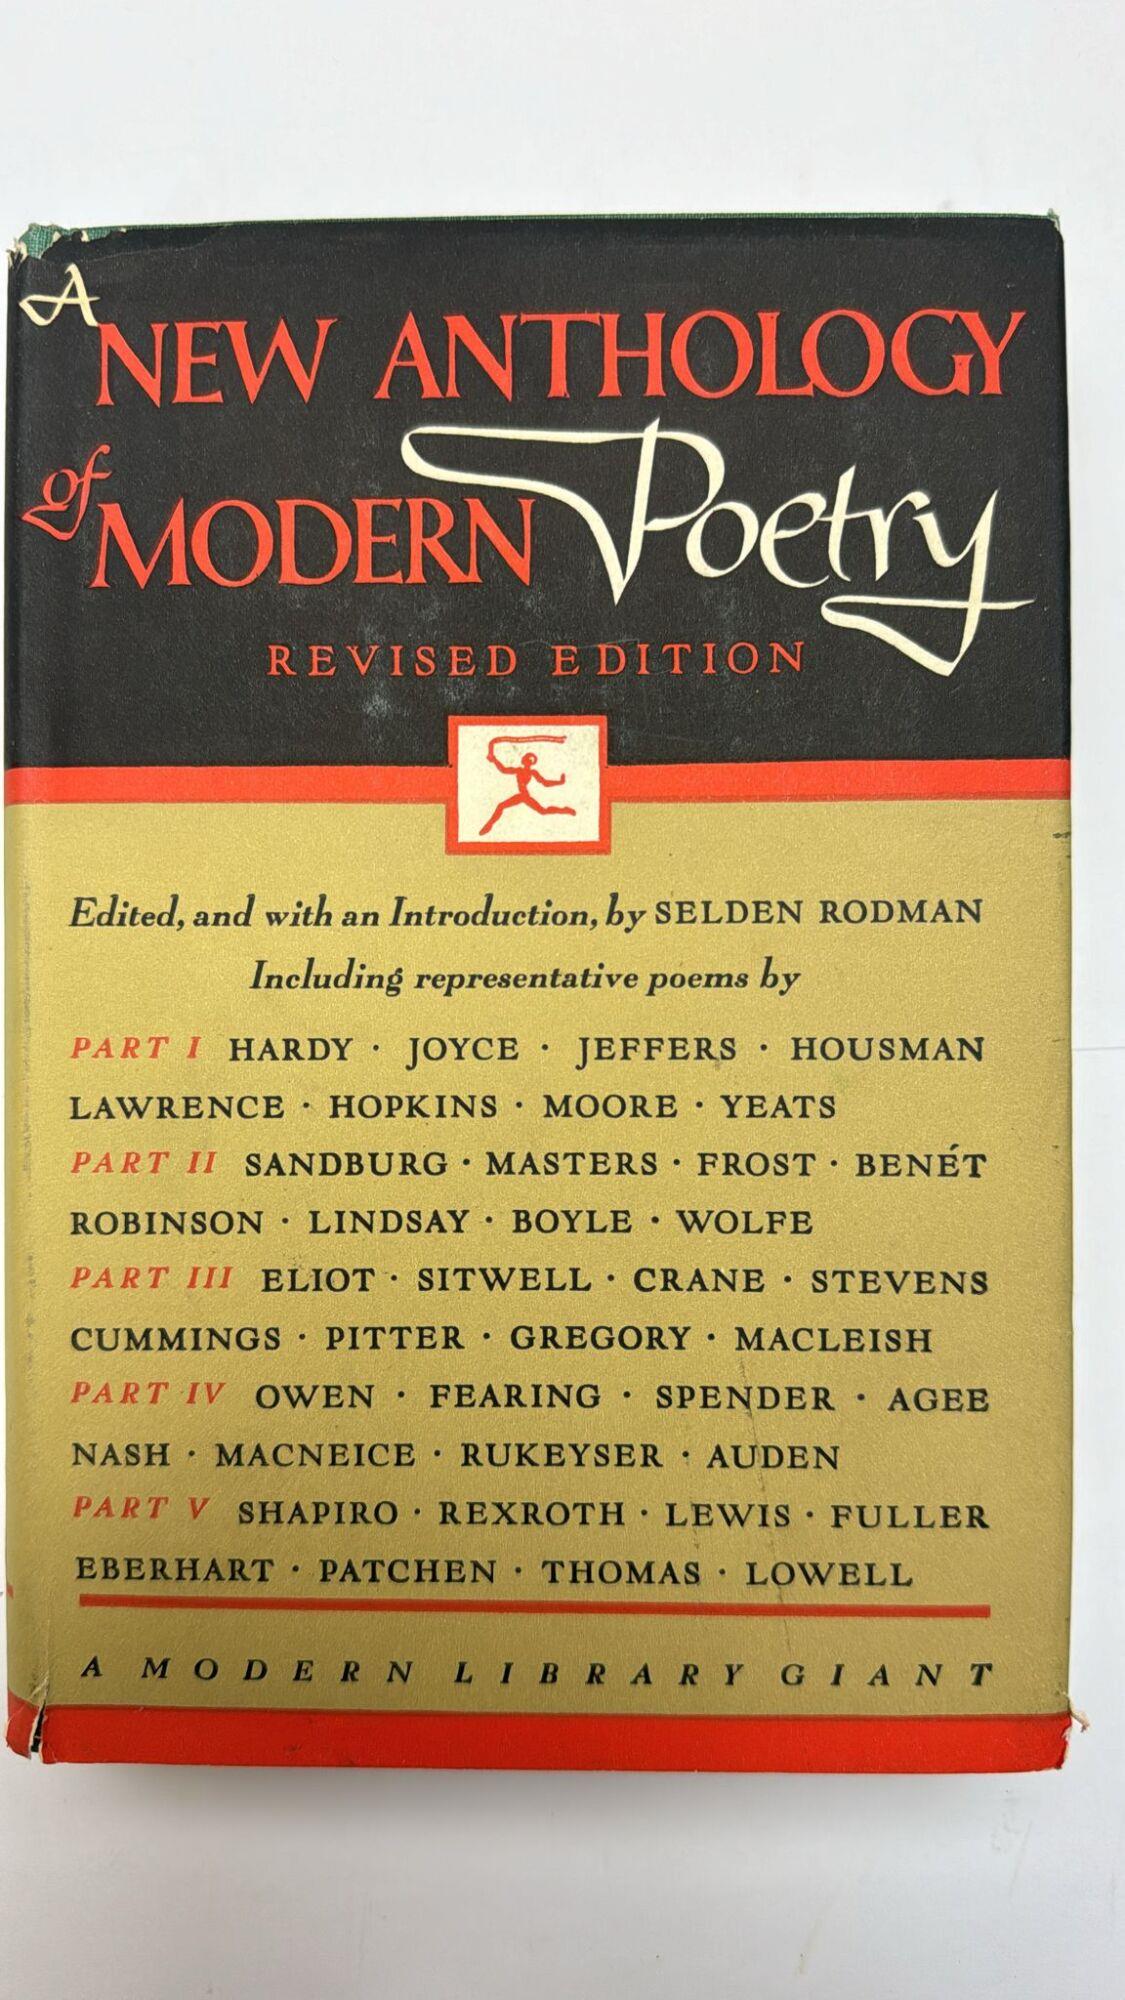 A
NEW ANTHOLOGY
of
MODERN Poetry
REVISED EDITION
Edited, and with an Introduction, by SELDEN RODMAN
Including representative poems by
PART I HARDY · JOYCE · JEFFERS · HOUSMAN
LAWRENCE · HOPKINS · MOORE · YEATS
PART II SANDBURG · MASTERS · FROST · BENÉT
ROBINSON · LINDSAY · BOYLE · WOLFE
PART III ELIOT · SITWELL · CRANE · STEVENS
CUMMINGS · PITTER · GREGORY · MACLEISH
PART IV OWEN · FEARING · SPENDER · AGEE
NASH · MACNEICE · RUKEYSER · AUDEN
PART V SHAPIRO · REXROTH · LEWIS · FULLER
EBERHART · PATCHEN · THOMAS · LOWELL
A MODERN LIBRARY GIANT